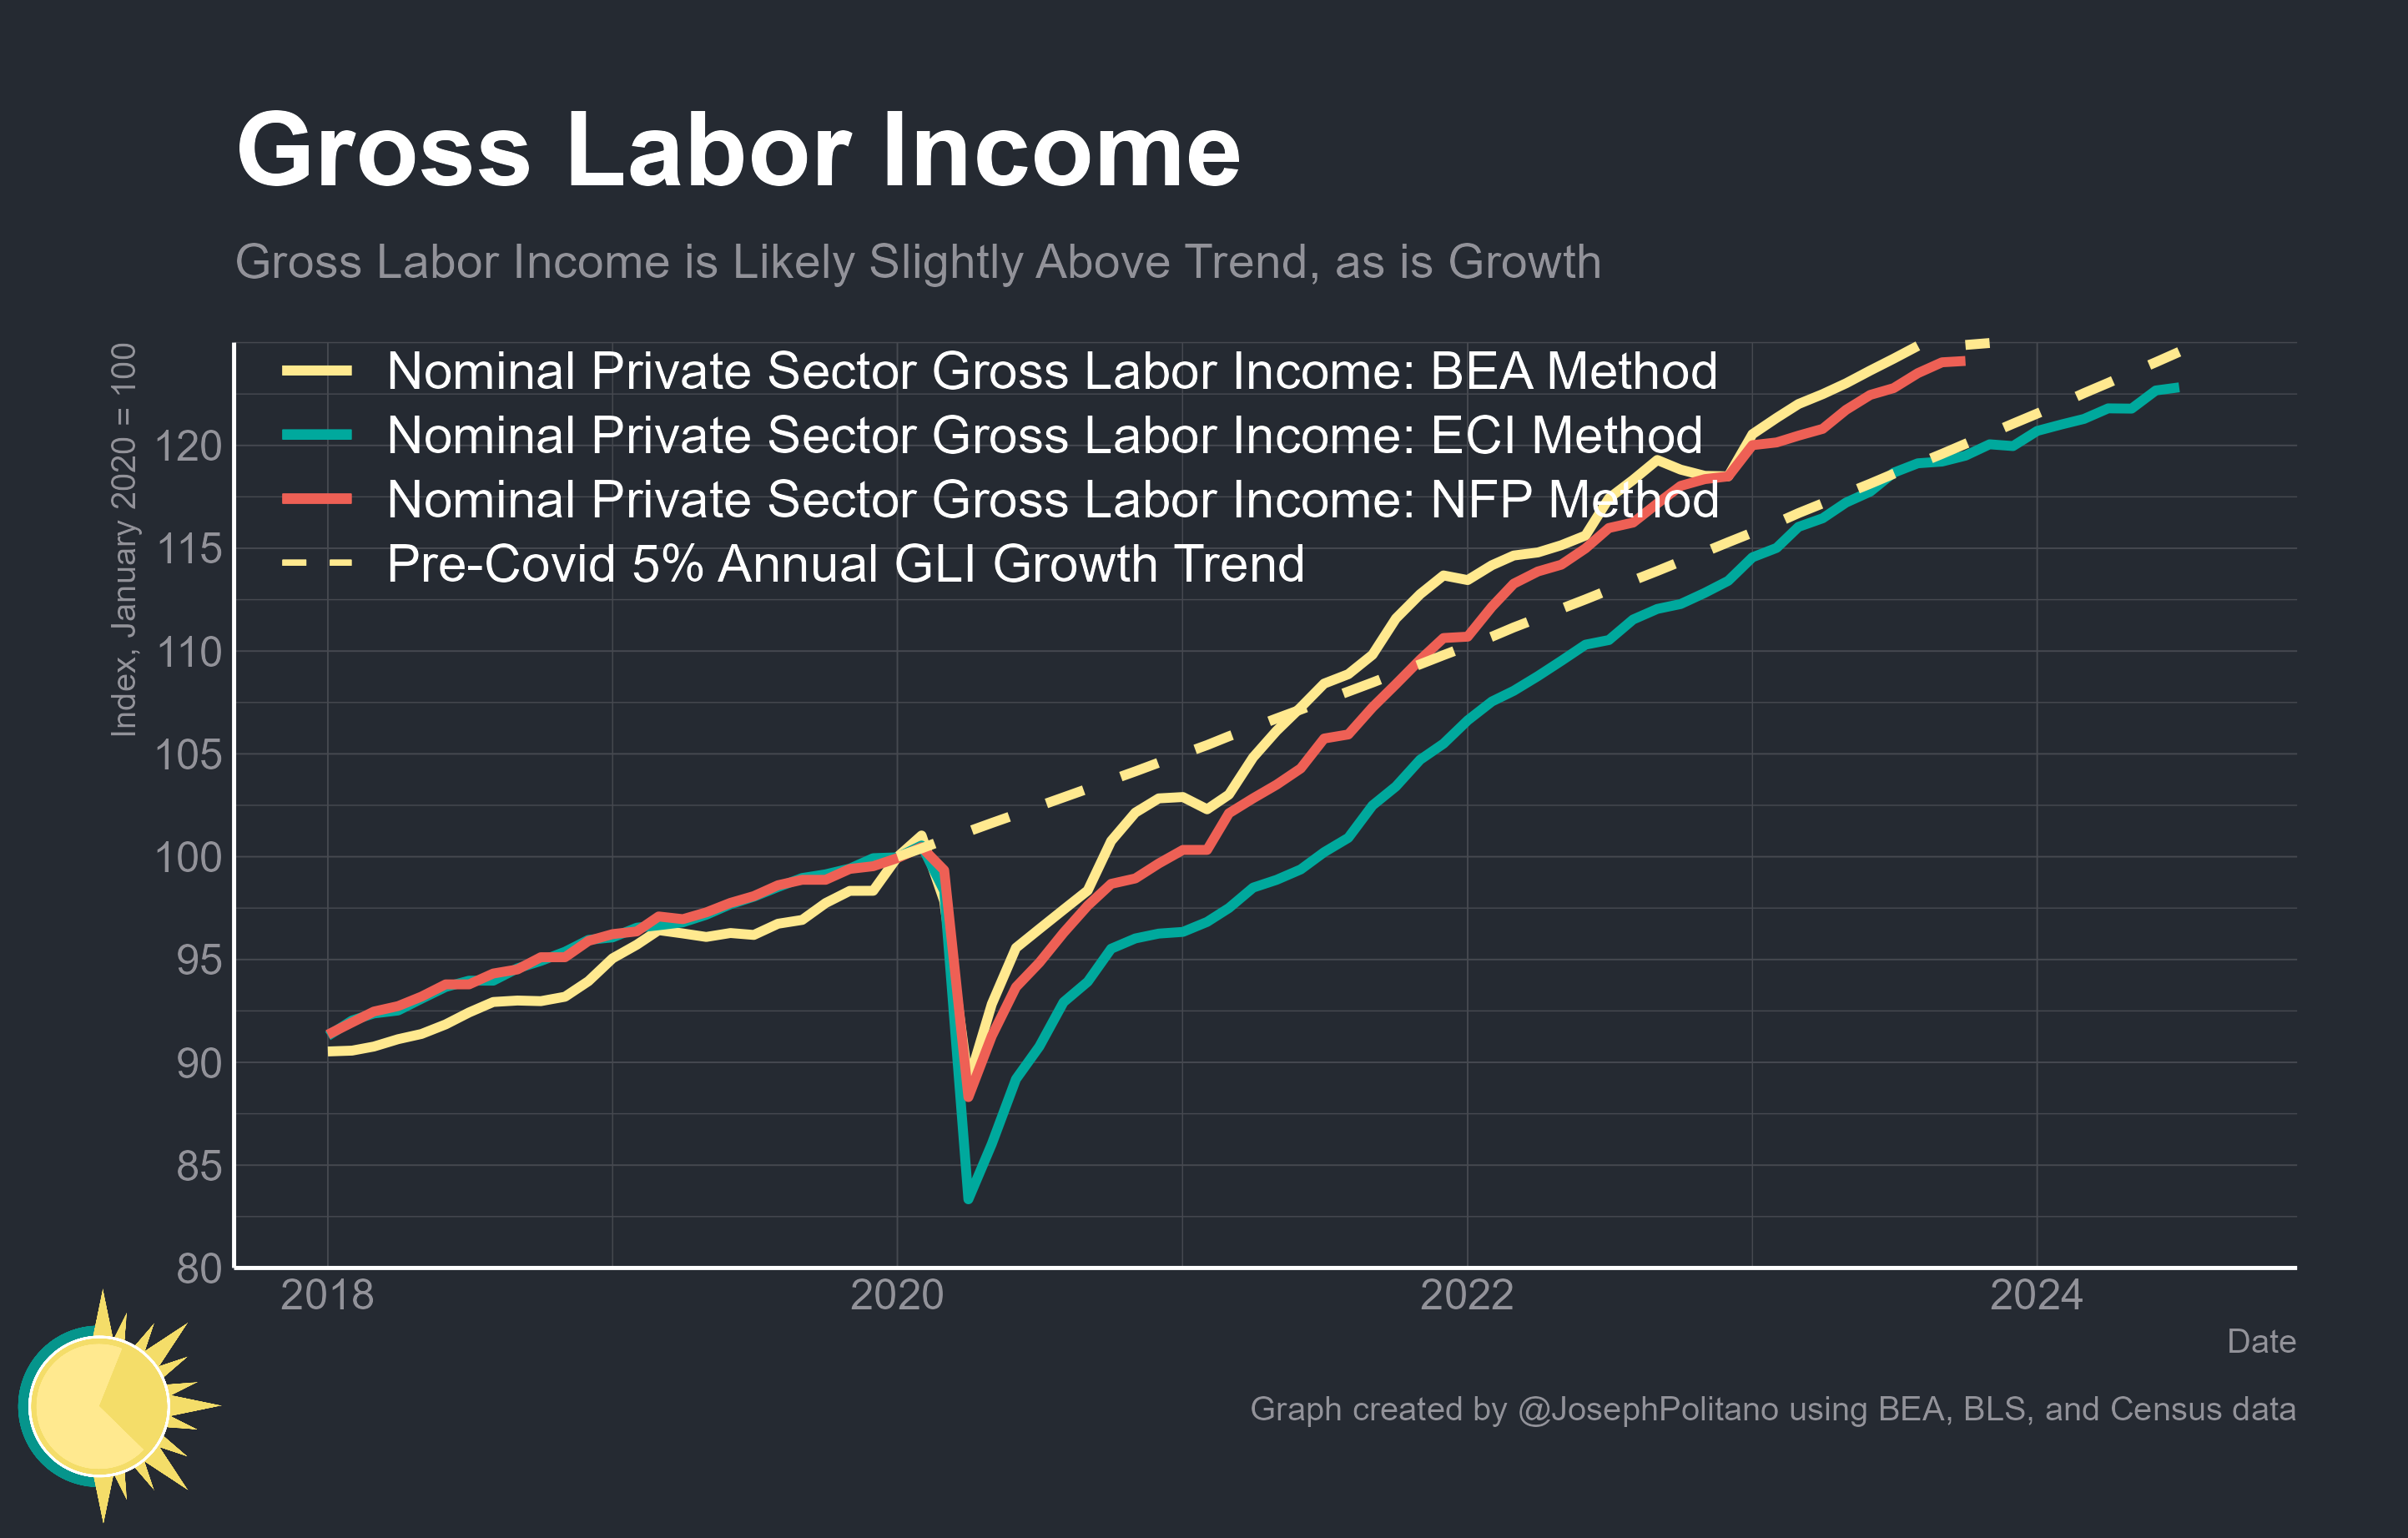 Gross Labor Income
Gross Labor Income is Likely Slightly Above Trend, as is Growth
Index, January 2020 = 100
Nominal Private Sector Gross Labor Income: BEA Method
Nominal Private Sector Gross Labor Income: ECI Method
Nominal Private Sector Gross Labor Income: NFP Method
Pre-Covid 5% Annual GLI Growth Trend
120
115
110
105
100
95
90
85
80
2018 2020 2022 2024
Date
Graph created by @JosephPolitano using BEA, BLS, and Census data